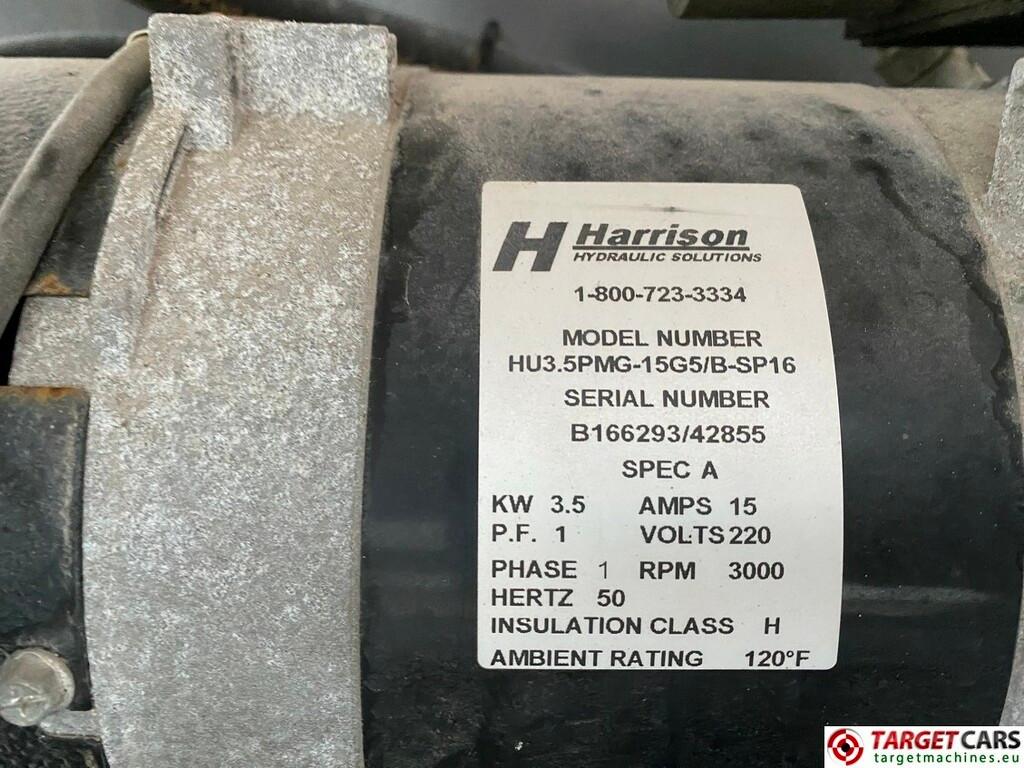 H Harrison
HYDRAULIC SOLUTIONS
1-800-723-3334
MODEL NUMBER
HU3.5PMG-15G5/B-SP16
SERIAL NUMBER
B166293/42855
SPEC A
KW 3.5 AMPS 15
P.F. 1 VOLTS 220
PHASE 1 RPM 3000
HERTZ 50
INSULATION CLASS H
AMBIENT RATING 120°F
TARGETCARS
targetmachines.eu